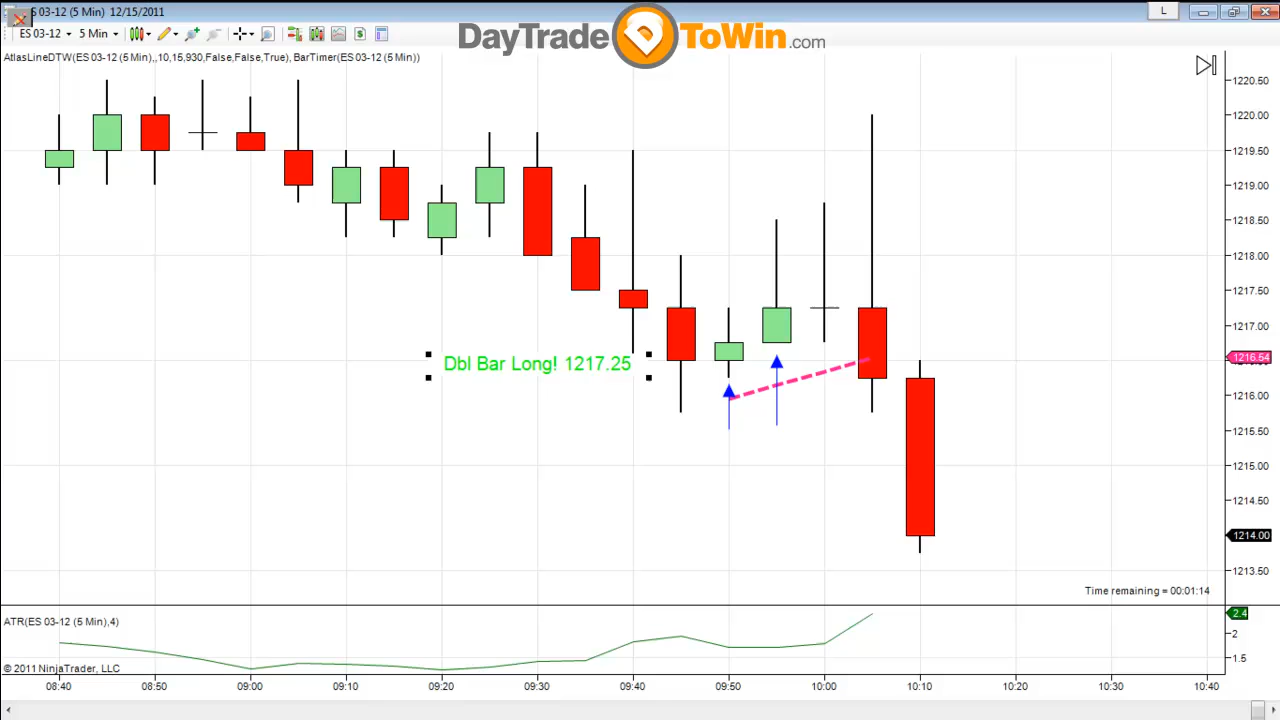 ES 03-12 (5 Min) 12/15/2011
L
ES 03-12 5 Min
DayTradeToWin.com
AtlasLineDTW(ES 03-12 (5 Min),,10,15,930,False,False,True), BarTimer(ES 03-12 (5 Min))
1220.50
1220.00
1219.50
1219.00
1218.50
1218.00
1217.50
1217.00
1216.54
1216.00
1215.50
1215.00
1214.50
1214.00
1213.50
Dbl Bar Long! 1217.25
Time remaining = 00:01:14
ATR(ES 03-12 (5 Min),4)
2.4
2
1.5
© 2011 NinjaTrader, LLC
08:40 08:50 09:00 09:10 09:20 09:30 09:40 09:50 10:00 10:10 10:20 10:30 10:40